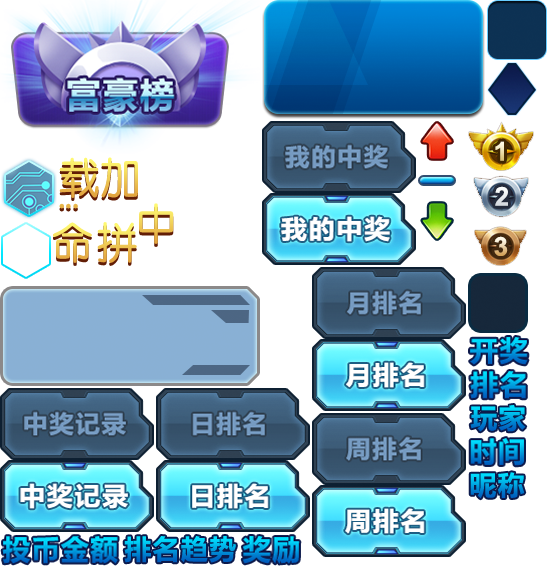 富豪榜
我的中奖
1
我的中奖
2
载加
...
命拼中
3
月排名
开奖
月排名
排名
玩家
中奖记录
日排名
周排名
时间
昵称
中奖记录
日排名
周排名
投币金额 排名趋势 奖励